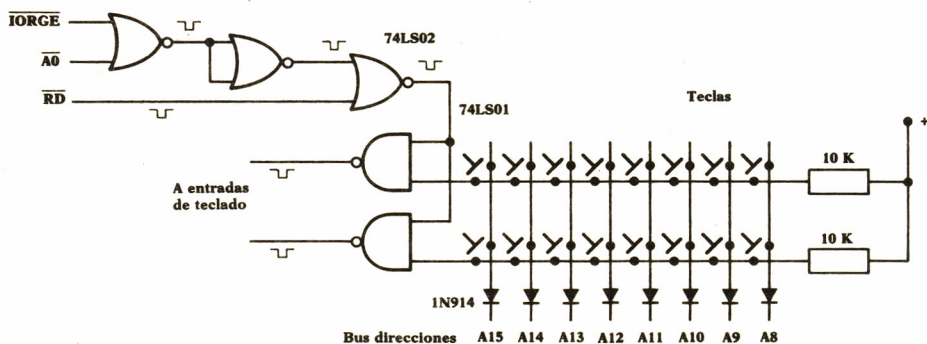 IORGE
74LS02
A0
RD
74LS01
Teclas
+
10 K
A entradas
de teclado
10 K
1N914
Bus direcciones A15 A14 A13 A12 A11 A10 A9 A8